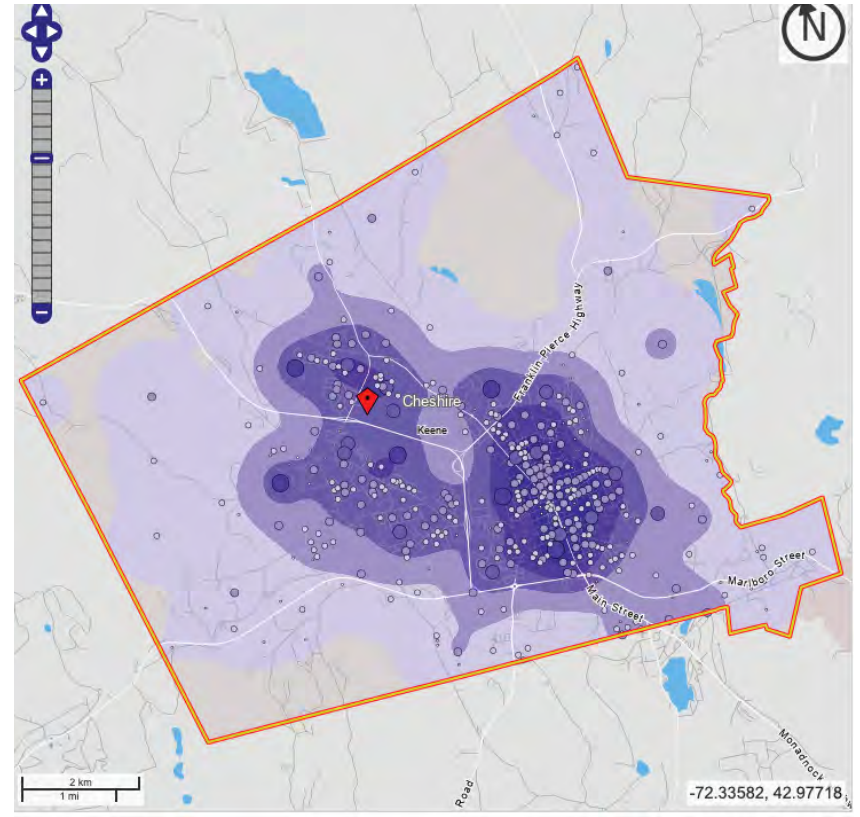 N
+
Franklin Pierce Highway
Cheshire
Keene
−
Marlboro Street
Main Street
2 km
1 mi
Road
Monadnock
-72.33582, 42.97718